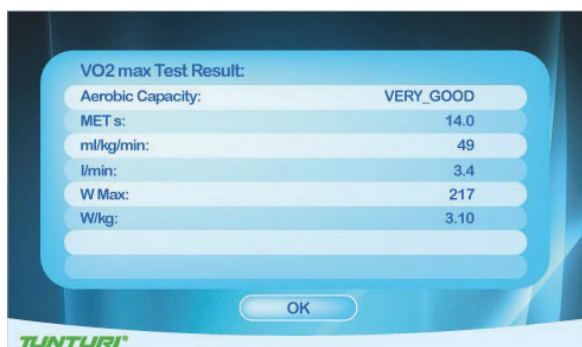 VO2 max Test Result:
Aerobic Capacity: VERY_GOOD
MET s: 14.0
ml/kg/min: 49
l/min: 3.4
W Max: 217
W/kg: 3.10
OK
TUNTURI®